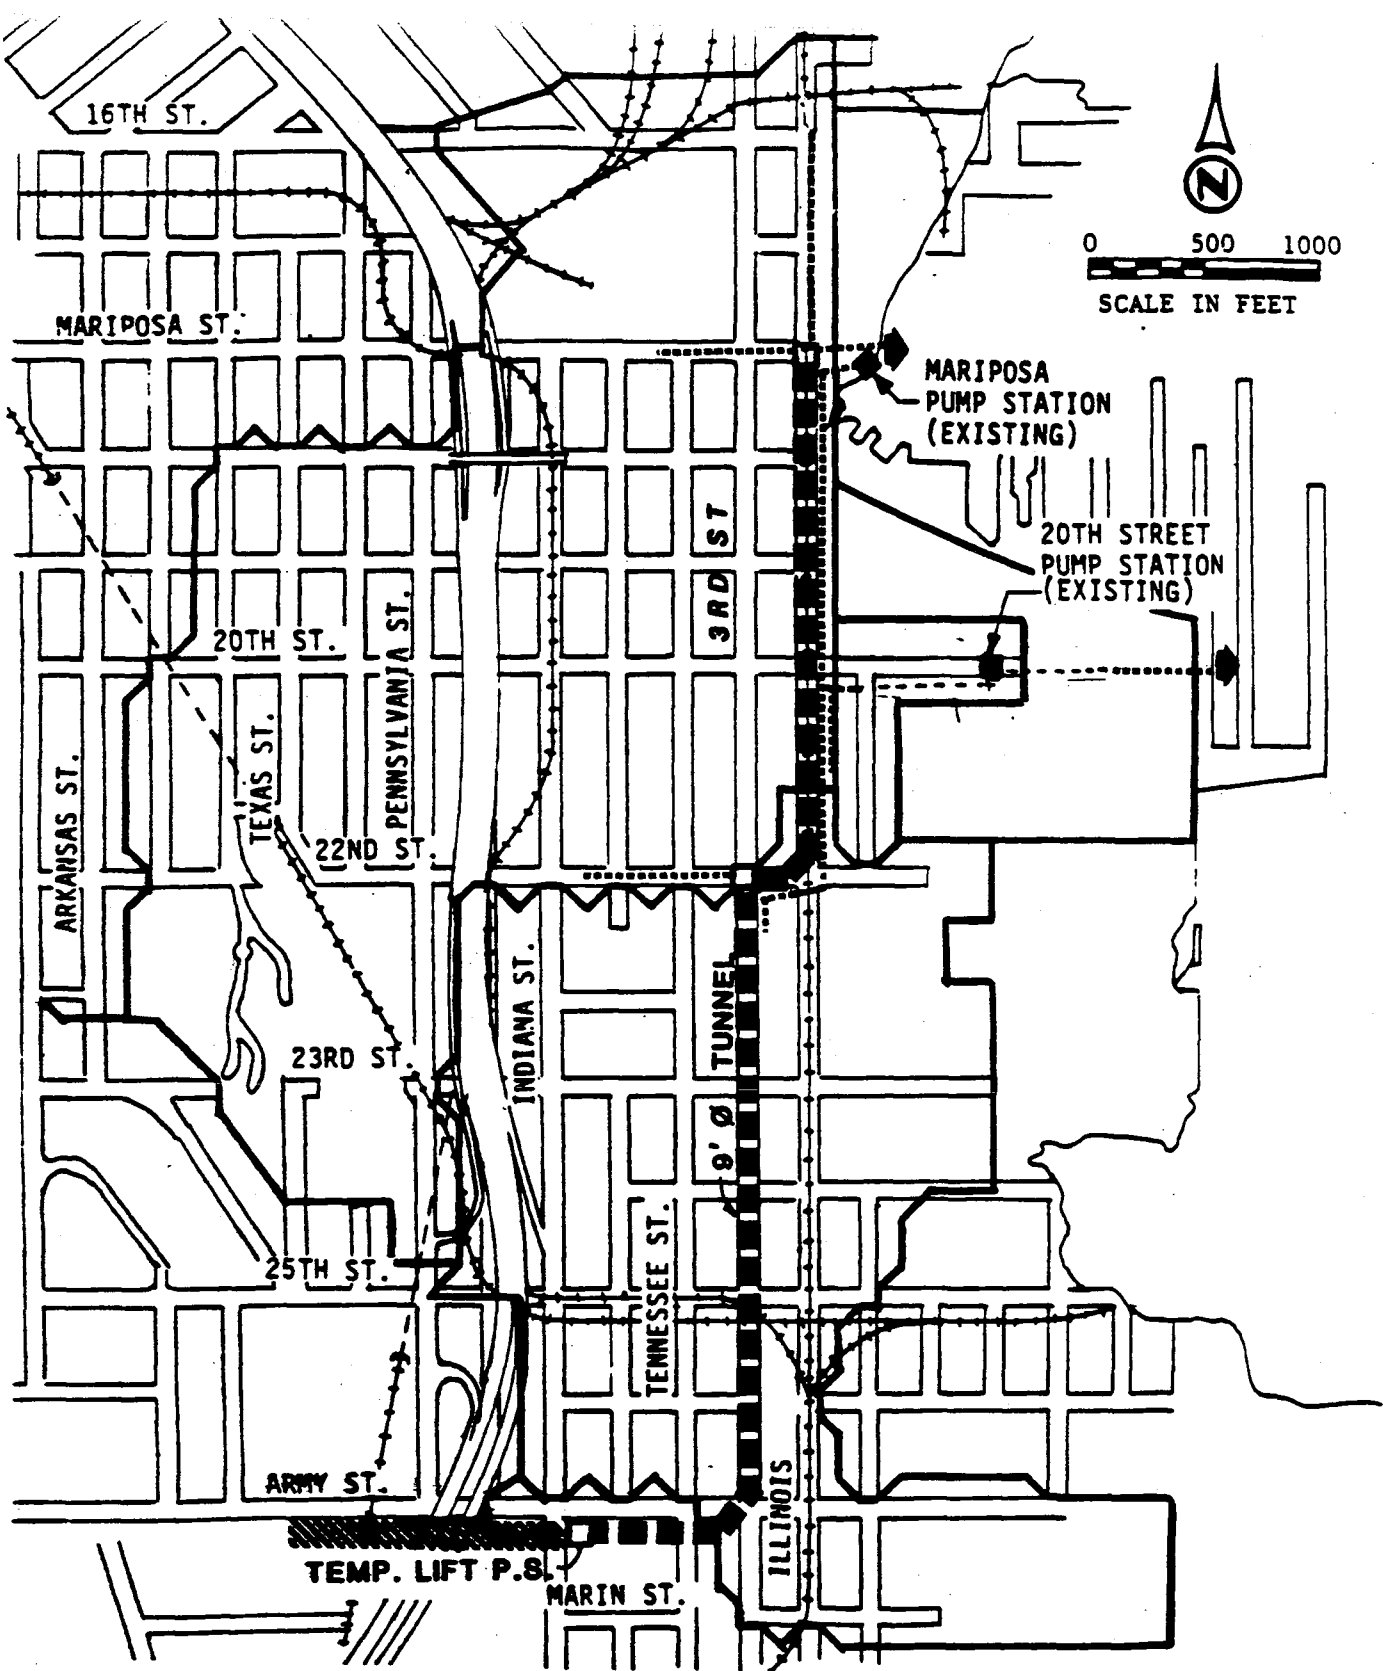 16TH ST.
N
0 500 1000
SCALE IN FEET
MARIPOSA ST.
MARIPOSA
PUMP STATION
(EXISTING)
3RD ST
20TH STREET
PUMP STATION
(EXISTING)
20TH ST.
PENNSYLVANIA ST.
TEXAS ST.
ARKANSAS ST.
22ND ST.
INDIANA ST.
9' Ø TUNNEL
23RD ST.
TENNESSEE ST.
25TH ST.
ARMY ST.
ILLINOIS
TEMP. LIFT P.S.
MARIN ST.